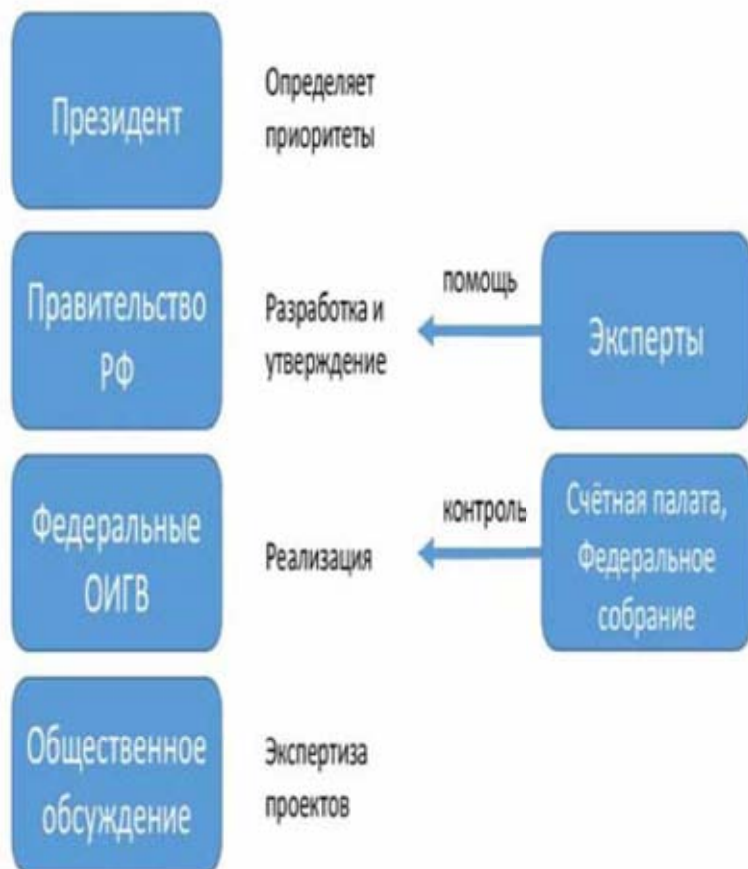 Президент
Определяет
приоритеты
Правительство
РФ
Разработка и
утверждение
помощь
Эксперты
Федеральные
ОИГВ
Реализация
контроль
Счётная палата,
Федеральное
собрание
Общественное
обсуждение
Экспертиза
проектов